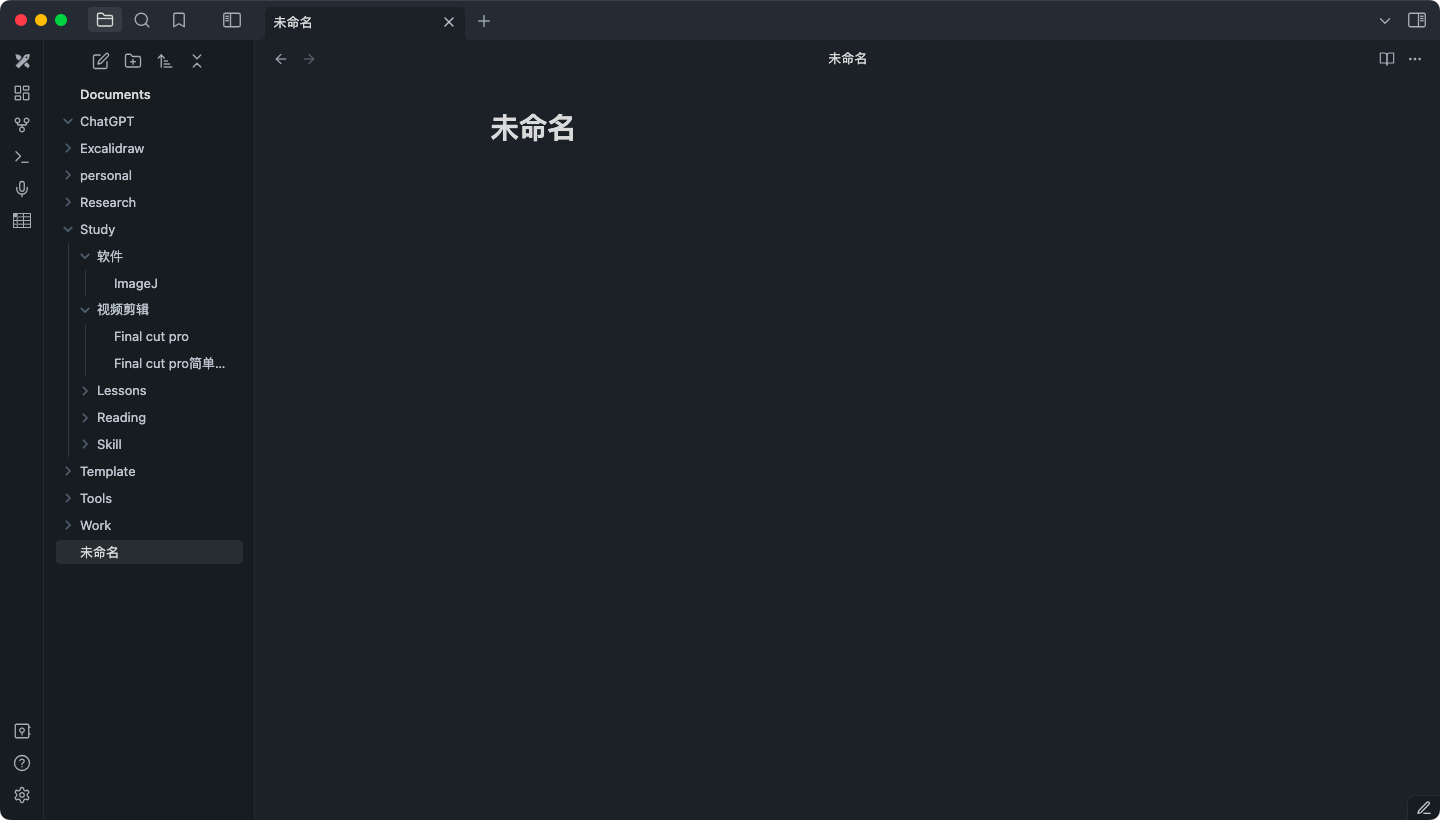 未命名
未命名
Documents
ChatGPT
Excalidraw
personal
Research
Study
软件
ImageJ
视频剪辑
Final cut pro
Final cut pro简单...
Lessons
Reading
Skill
Template
Tools
Work
未命名
未命名